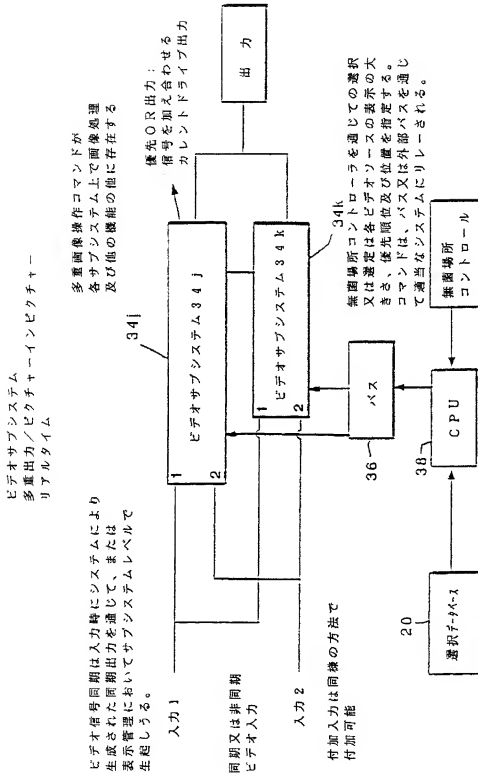 ビデオサブシステム
多重出力/ピクチャーインピクチャー
リアルタイム
ビデオ信号同期は入力時にシステムにより
生成された同期出力を通じて、または
表示管理においてサブシステムレベルで
生起しうる。
多重画像操作コマンドが
各サブシステム上で画像処理
及び他の機能の他に存在する
優先OR出力:
信号を加え合わせる
カレントドライブ出力
入力1
同期又は非同期
ビデオ入力
入力2
付加入力は同様の方法で
付加可能
34j
1
ビデオサブシステム34j
2
34k
1
ビデオサブシステム34k
2
出力
無菌場所コントローラを通じての選択
又は選定は各ビデオソースの表示の大
きさ、優先順位及び位置を指定する。
コマンドは、バス又は外部バスを通じ
て適当なシステムにリレーされる。
バス
36
20
選択データベース
38
CPU
無菌場所
コントロール